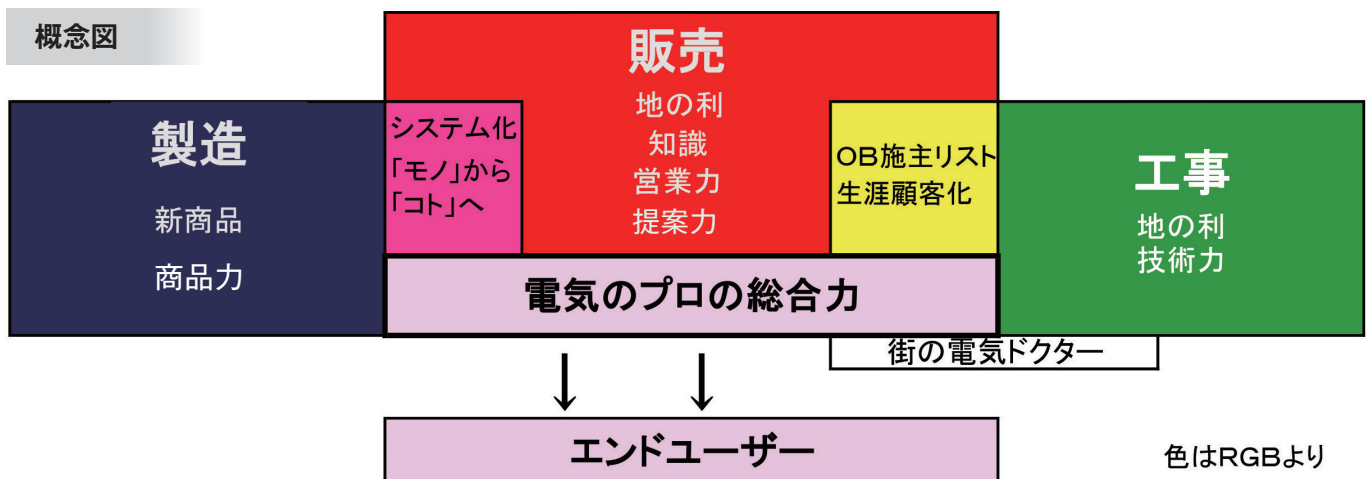 概念図
販売
地の利
知識
営業力
提案力
製造
新商品
商品力
システム化
「モノ」から
「コト」へ
OB施主リスト
生涯顧客化
工事
地の利
技術力
電気のプロの総合力
街の電気ドクター
↓ ↓
エンドユーザー
色はRGBより